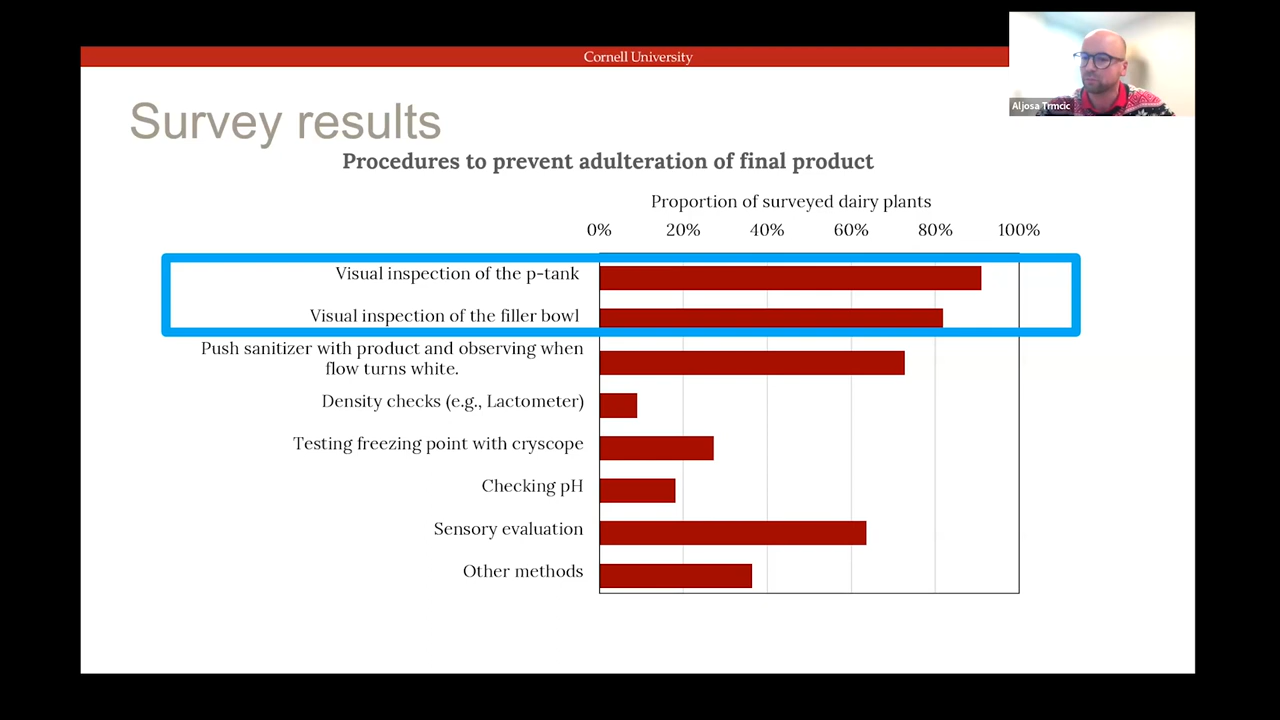 Cornell University
Aljosa Trmcic
Survey results
Procedures to prevent adulteration of final product
Proportion of surveyed dairy plants
0% 20% 40% 60% 80% 100%
Visual inspection of the p-tank
Visual inspection of the filler bowl
Push sanitizer with product and observing when
flow turns white.
Density checks (e.g., Lactometer)
Testing freezing point with cryscope
Checking pH
Sensory evaluation
Other methods